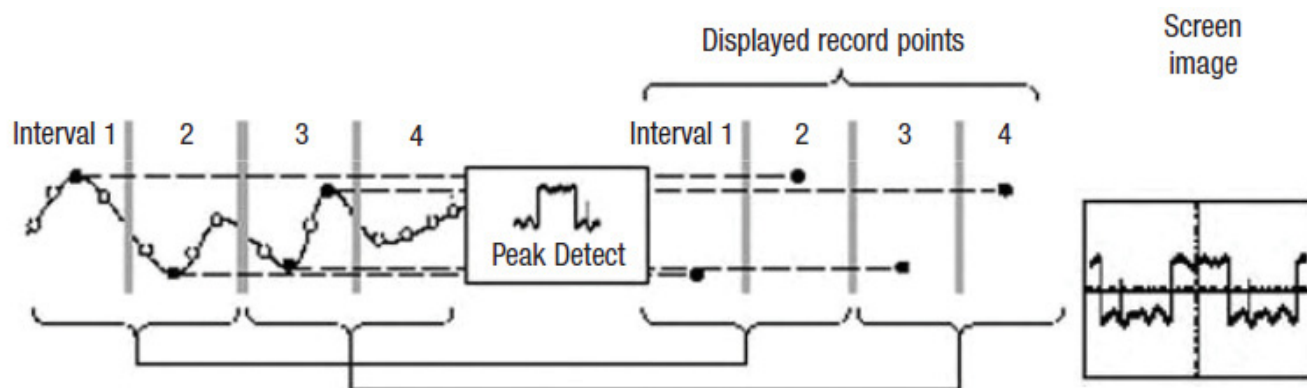 Displayed record points
Screen
image
Interval 1 2 3 4
Interval 1 2 3 4
Peak Detect